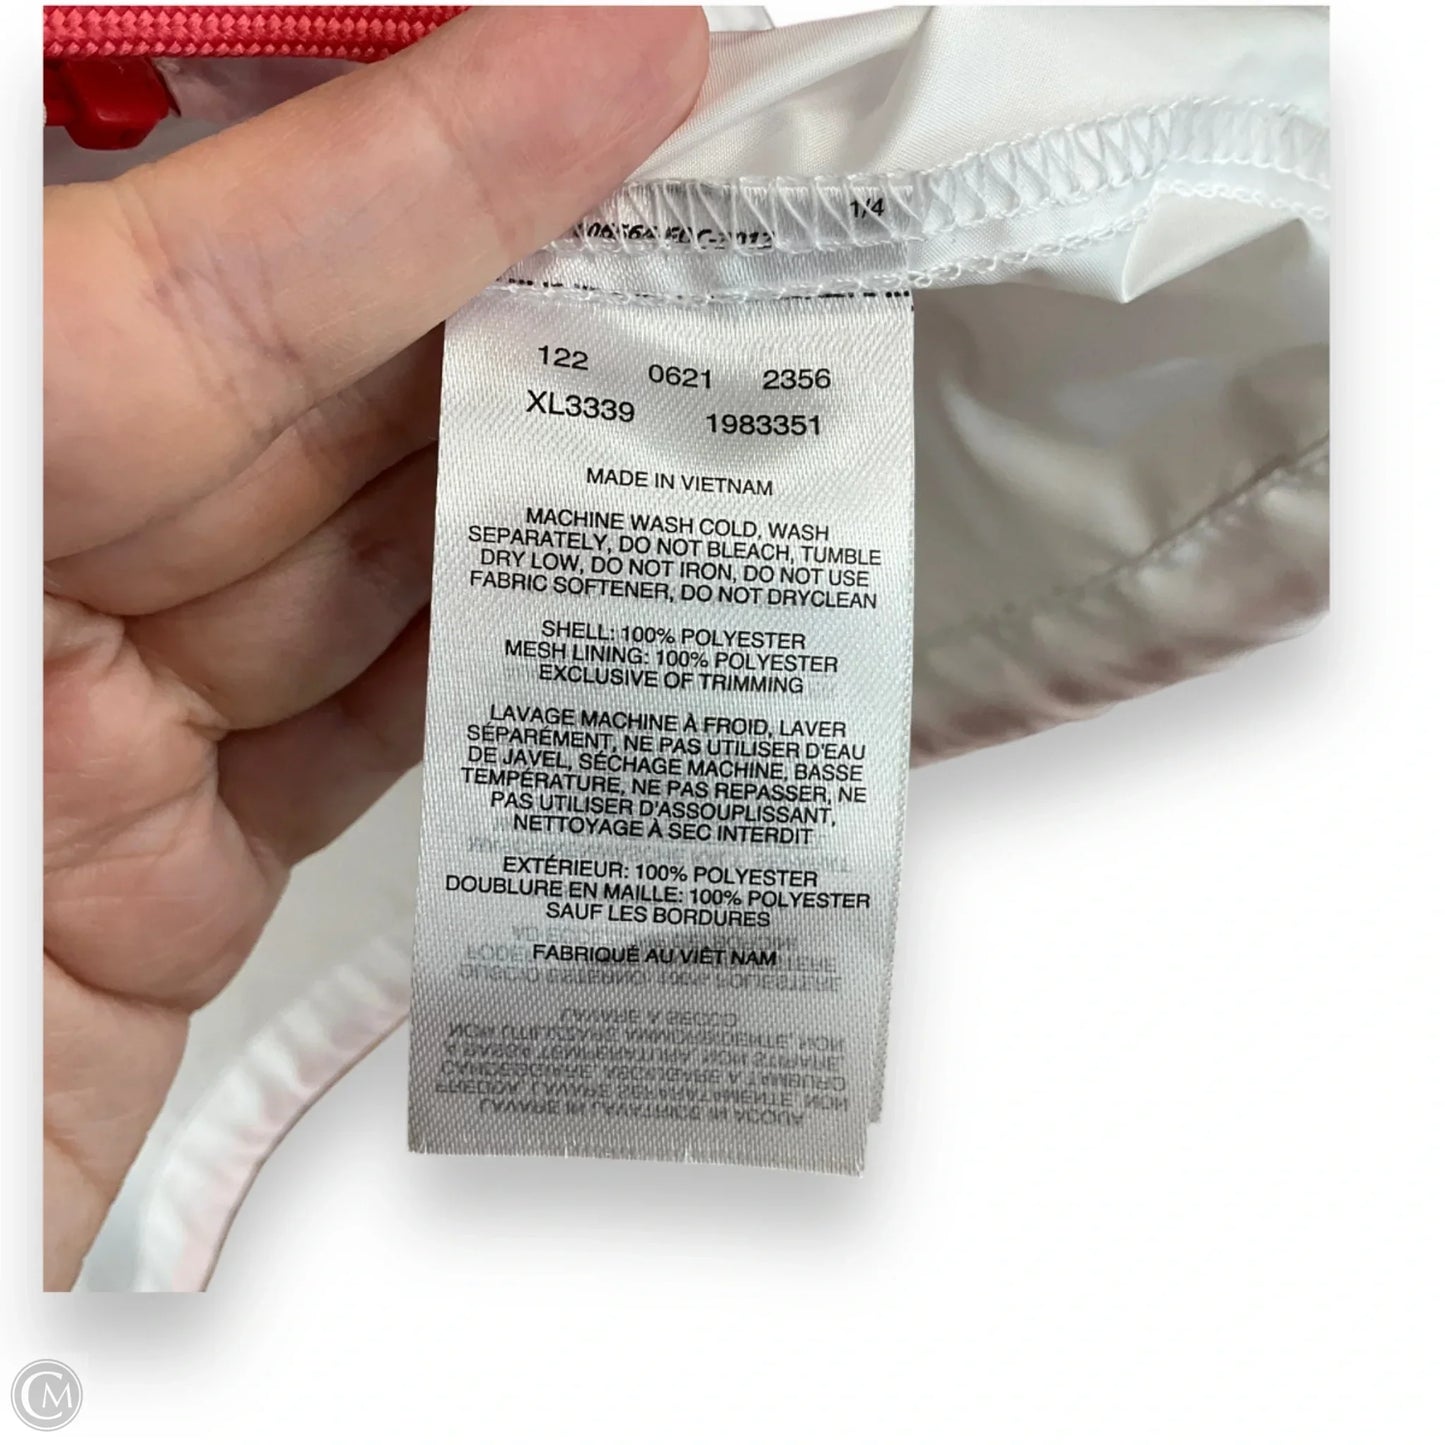 1/4
122 0621 2356
XL3339 1983351
MADE IN VIETNAM
MACHINE WASH COLD, WASH
SEPARATELY, DO NOT BLEACH, TUMBLE
DRY LOW, DO NOT IRON, DO NOT USE
FABRIC SOFTENER, DO NOT DRYCLEAN
SHELL: 100% POLYESTER
MESH LINING: 100% POLYESTER
EXCLUSIVE OF TRIMMING
LAVAGE MACHINE À FROID, LAVER
SÉPARÉMENT, NE PAS UTILISER D'EAU
DE JAVEL, SÉCHAGE MACHINE, BASSE
TEMPÉRATURE, NE PAS REPASSER, NE
PAS UTILISER D'ASSOUPLISSANT,
NETTOYAGE À SEC INTERDIT
EXTÉRIEUR: 100% POLYESTER
DOUBLURE EN MAILLE: 100% POLYESTER
SAUF LES BORDURES
FABRIQUÉ AU VIÊT NAM
CM